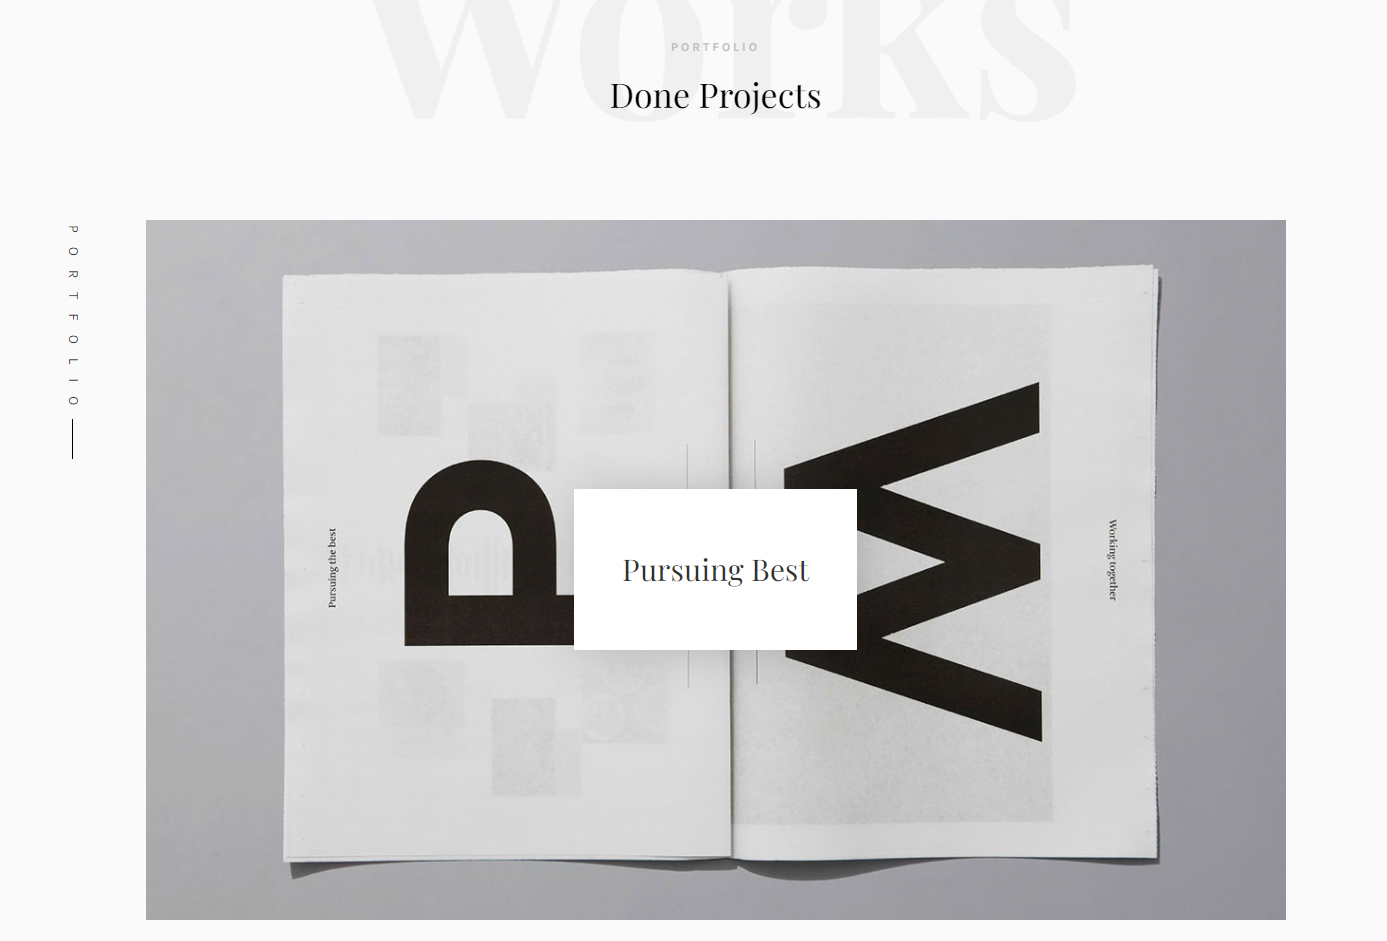 Works
PORTFOLIO
Done Projects
PORTFOLIO
Pursuing the best
P
Pursuing Best
W
Working together